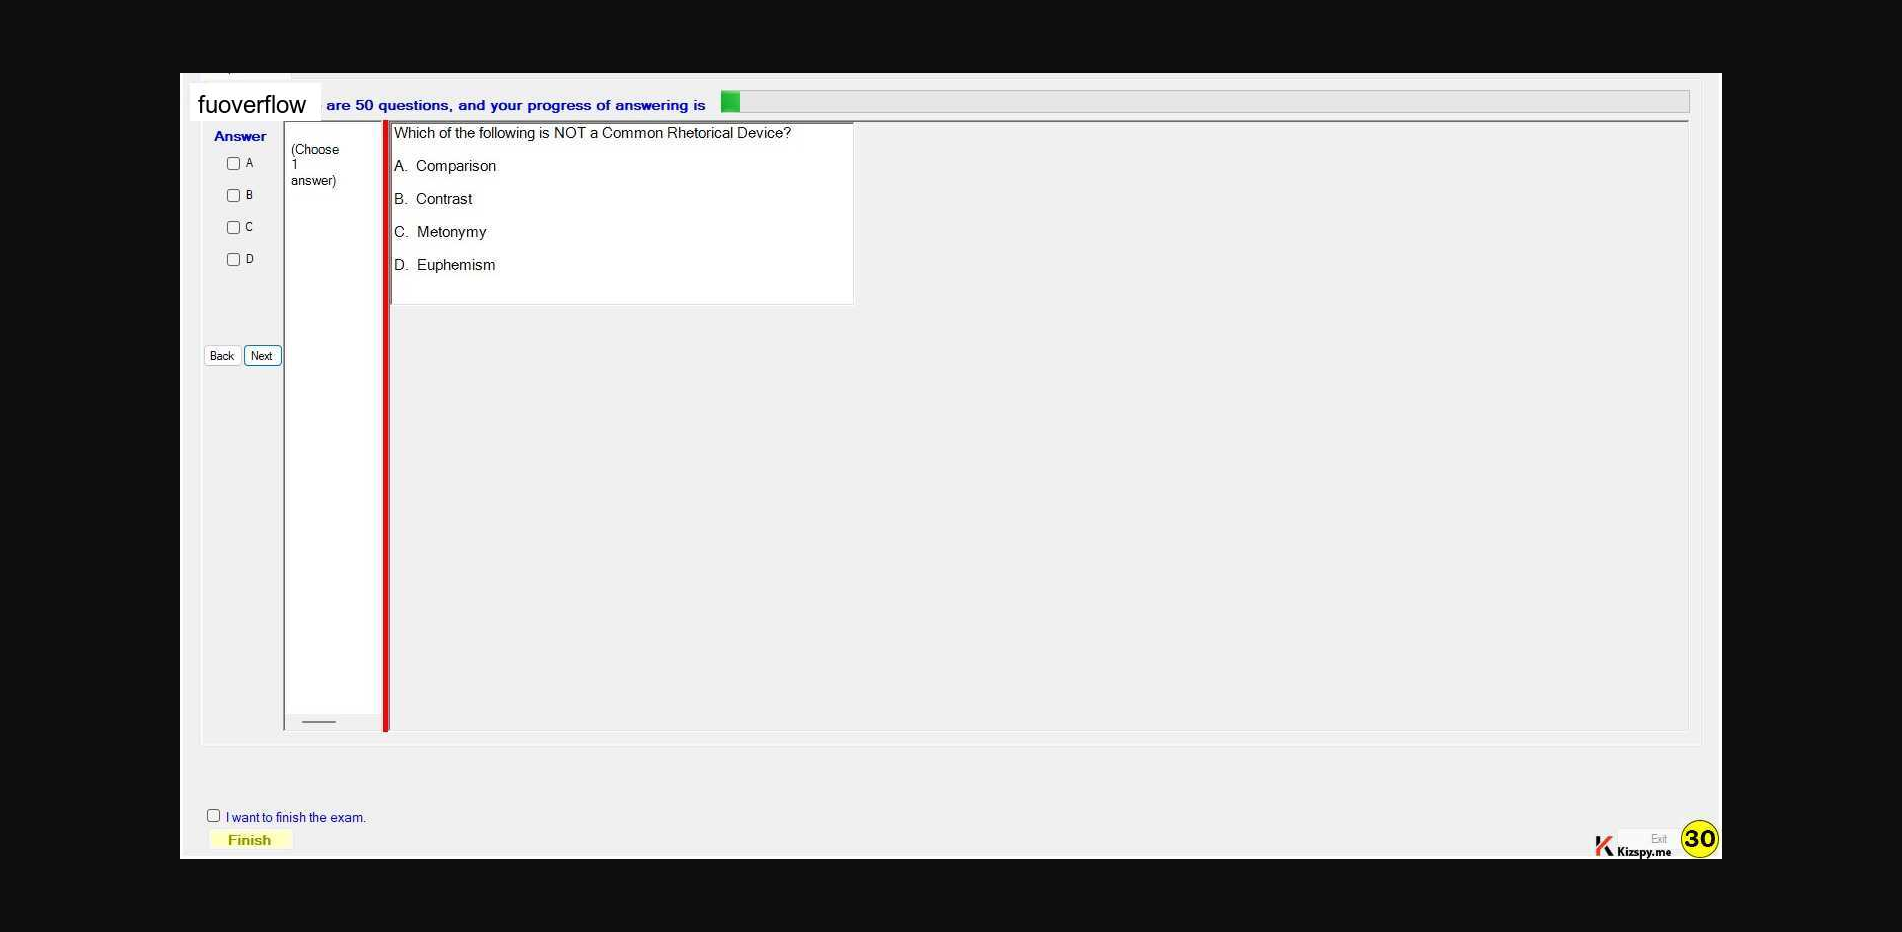 fuoverflow are 50 questions, and your progress of answering is
Answer
A
B
C
D
Back Next
(Choose
1
answer)
Which of the following is NOT a Common Rhetorical Device?
A. Comparison
B. Contrast
C. Metonymy
D. Euphemism
I want to finish the exam.
Finish
Exit
Kizspy.me
30